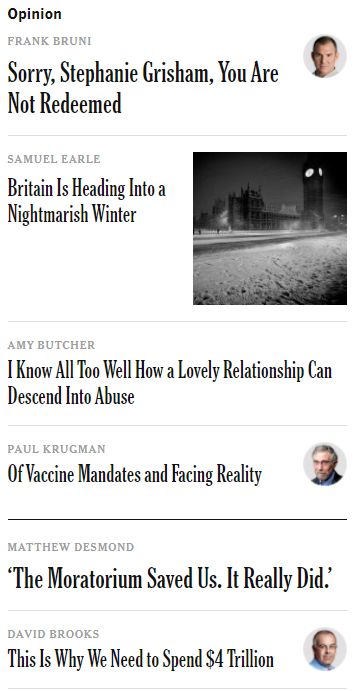 Opinion
FRANK BRUNI
Sorry, Stephanie Grisham, You Are
Not Redeemed
SAMUEL EARLE
Britain Is Heading Into a
Nightmarish Winter
AMY BUTCHER
I Know All Too Well How a Lovely Relationship Can
Descend Into Abuse
PAUL KRUGMAN
Of Vaccine Mandates and Facing Reality
MATTHEW DESMOND
‘The Moratorium Saved Us. It Really Did.’
DAVID BROOKS
This Is Why We Need to Spend $4 Trillion